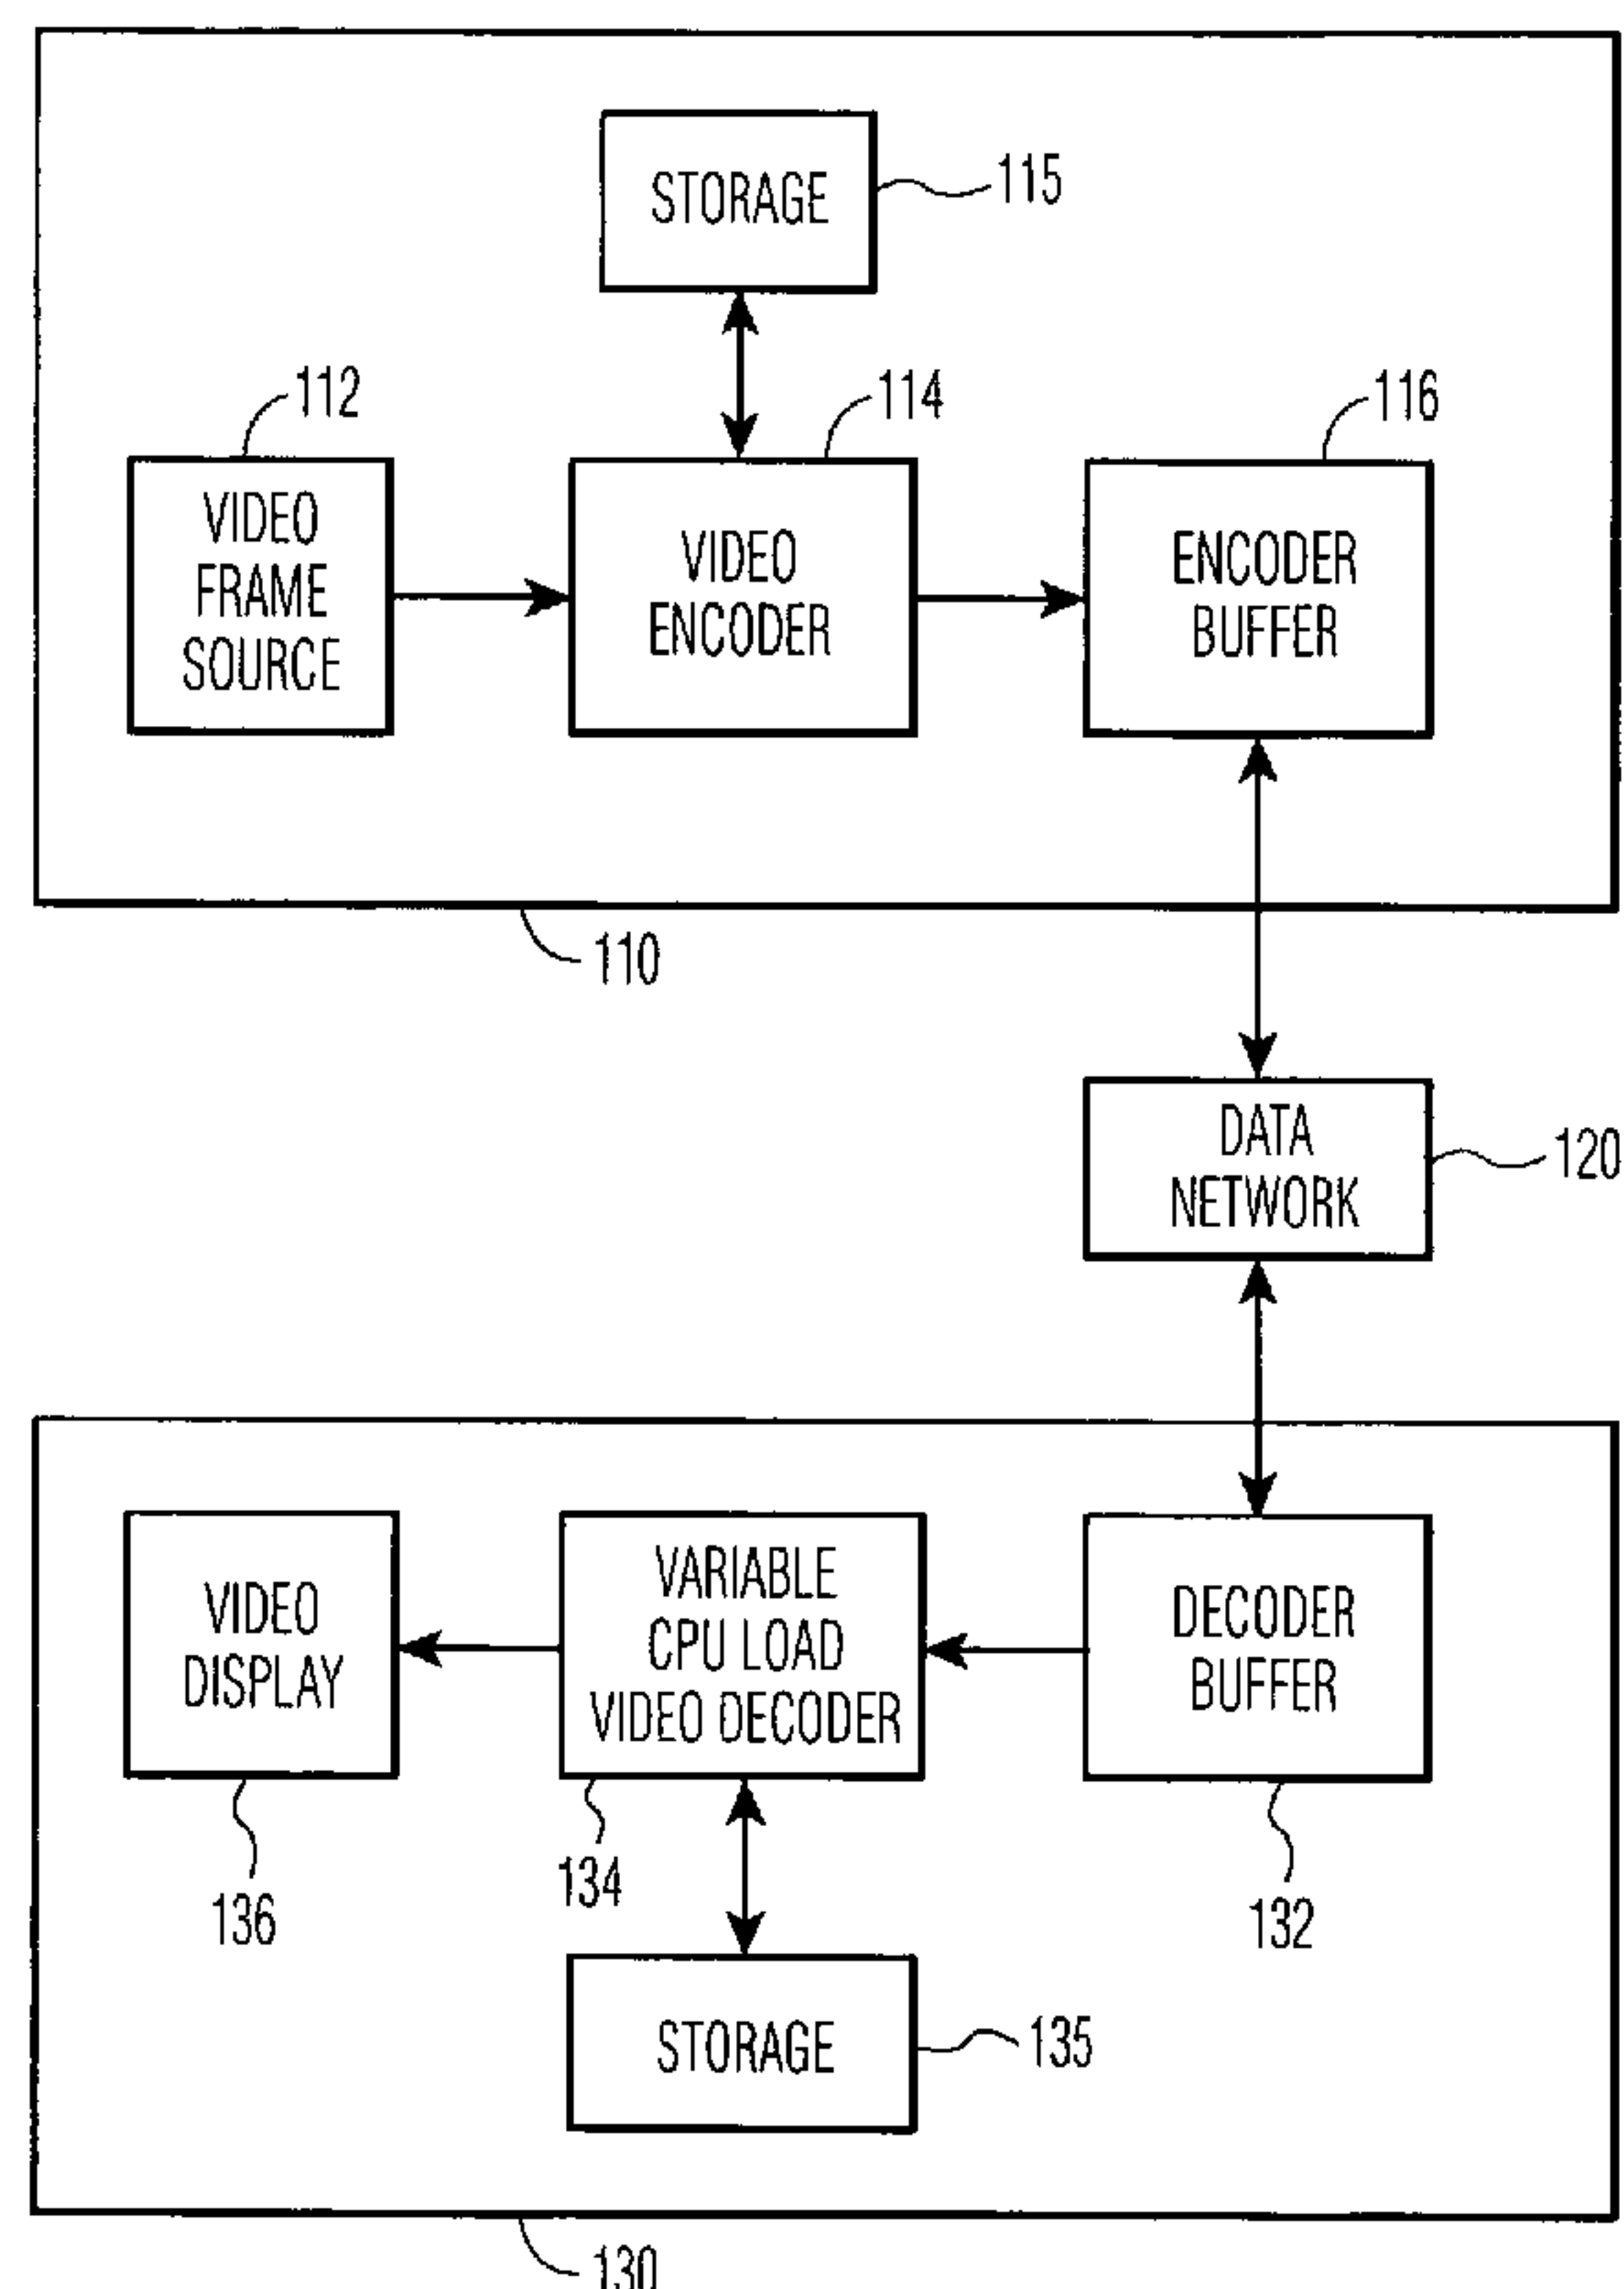 STORAGE
115
112
114
116
VIDEO
FRAME
SOURCE
VIDEO
ENCODER
ENCODER
BUFFER
110
DATA
NETWORK
120
VIDEO
DISPLAY
VARIABLE
CPU LOAD
VIDEO DECODER
DECODER
BUFFER
136
134
132
STORAGE
135
130